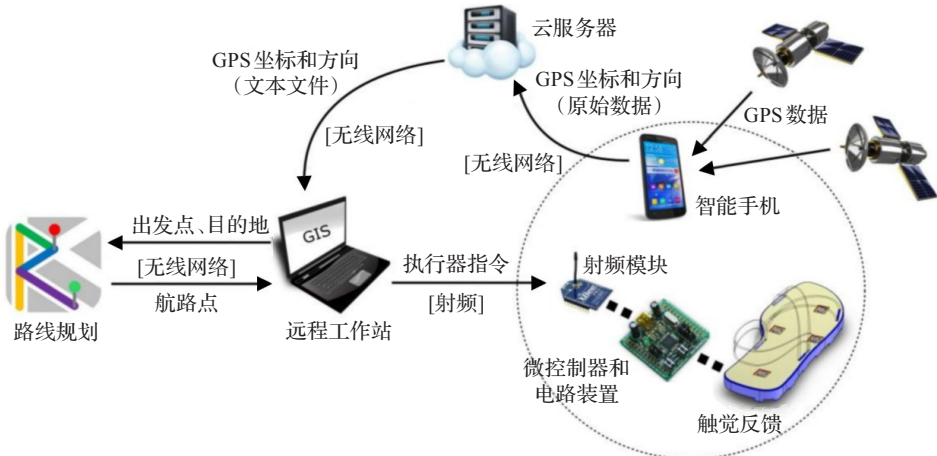 云服务器
GPS坐标和方向
（文本文件）
GPS坐标和方向
（原始数据）
GPS数据
[无线网络]
[无线网络]
智能手机
出发点、目的地
GIS
[无线网络]
航路点
执行器指令
[射频]
射频模块
路线规划
远程工作站
微控制器和
电路装置
触觉反馈